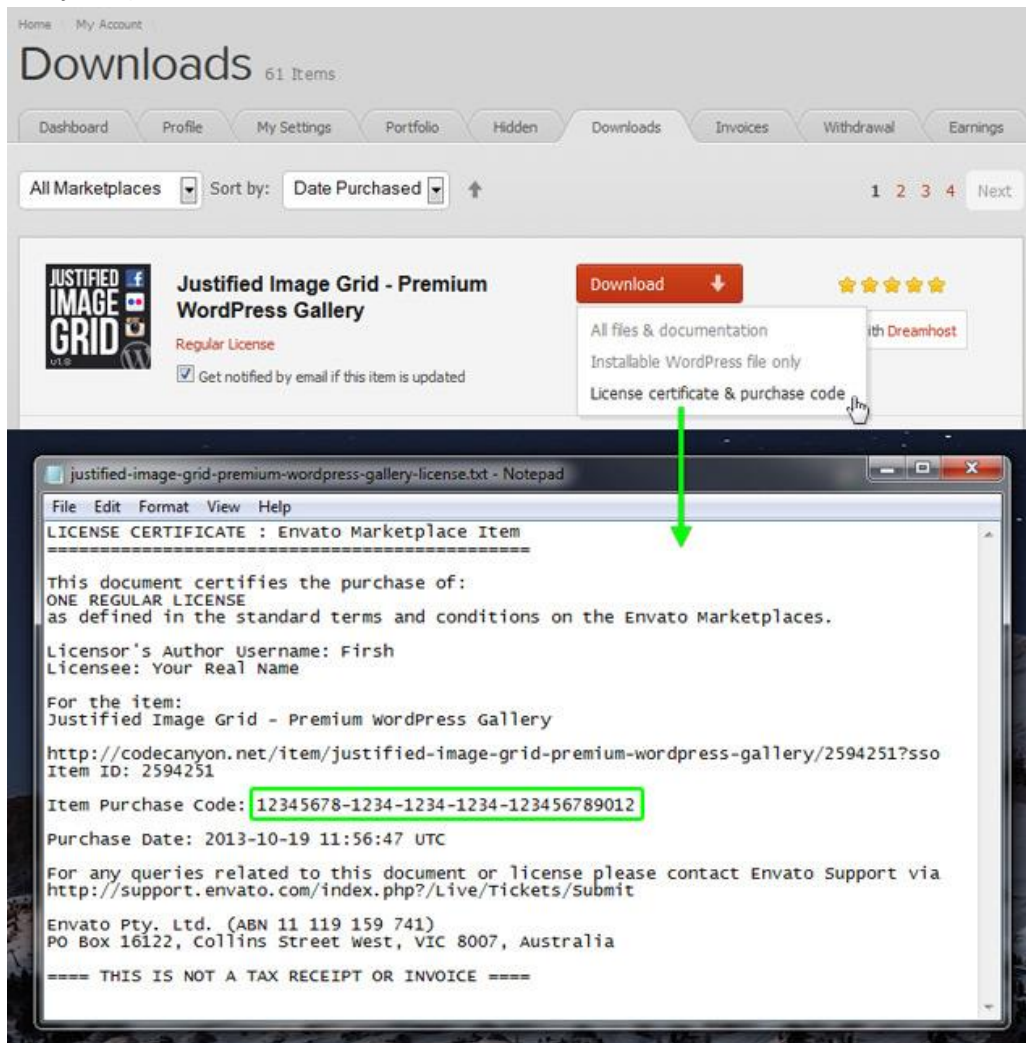 Home My Account
Downloads 61 Items
Dashboard Profile My Settings Portfolio Hidden Downloads Invoices Withdrawal Earnings
All Marketplaces Sort by: Date Purchased 1 2 3 4 Next
JUSTIFIED
IMAGE
GRID
v1.8
Justified Image Grid - Premium
WordPress Gallery
Regular License
Get notified by email if this item is updated
Download
All files & documentation
Installable WordPress file only
License certificate & purchase code
ith Dreamhost
justified-image-grid-premium-wordpress-gallery-license.txt - Notepad
File Edit Format View Help
LICENSE CERTIFICATE : Envato Marketplace Item
==============================================
This document certifies the purchase of:
ONE REGULAR LICENSE
as defined in the standard terms and conditions on the Envato Marketplaces.
Licensor's Author Username: Firsh
Licensee: Your Real Name
For the item:
Justified Image Grid - Premium WordPress Gallery
http://codecanyon.net/item/justified-image-grid-premium-wordpress-gallery/2594251?sso
Item ID: 2594251
Item Purchase Code: 12345678-1234-1234-1234-123456789012
Purchase Date: 2013-10-19 11:56:47 UTC
For any queries related to this document or license please contact Envato Support via
http://support.envato.com/index.php?/Live/Tickets/Submit
Envato Pty. Ltd. (ABN 11 119 159 741)
PO Box 16122, Collins Street West, VIC 8007, Australia
==== THIS IS NOT A TAX RECEIPT OR INVOICE ====